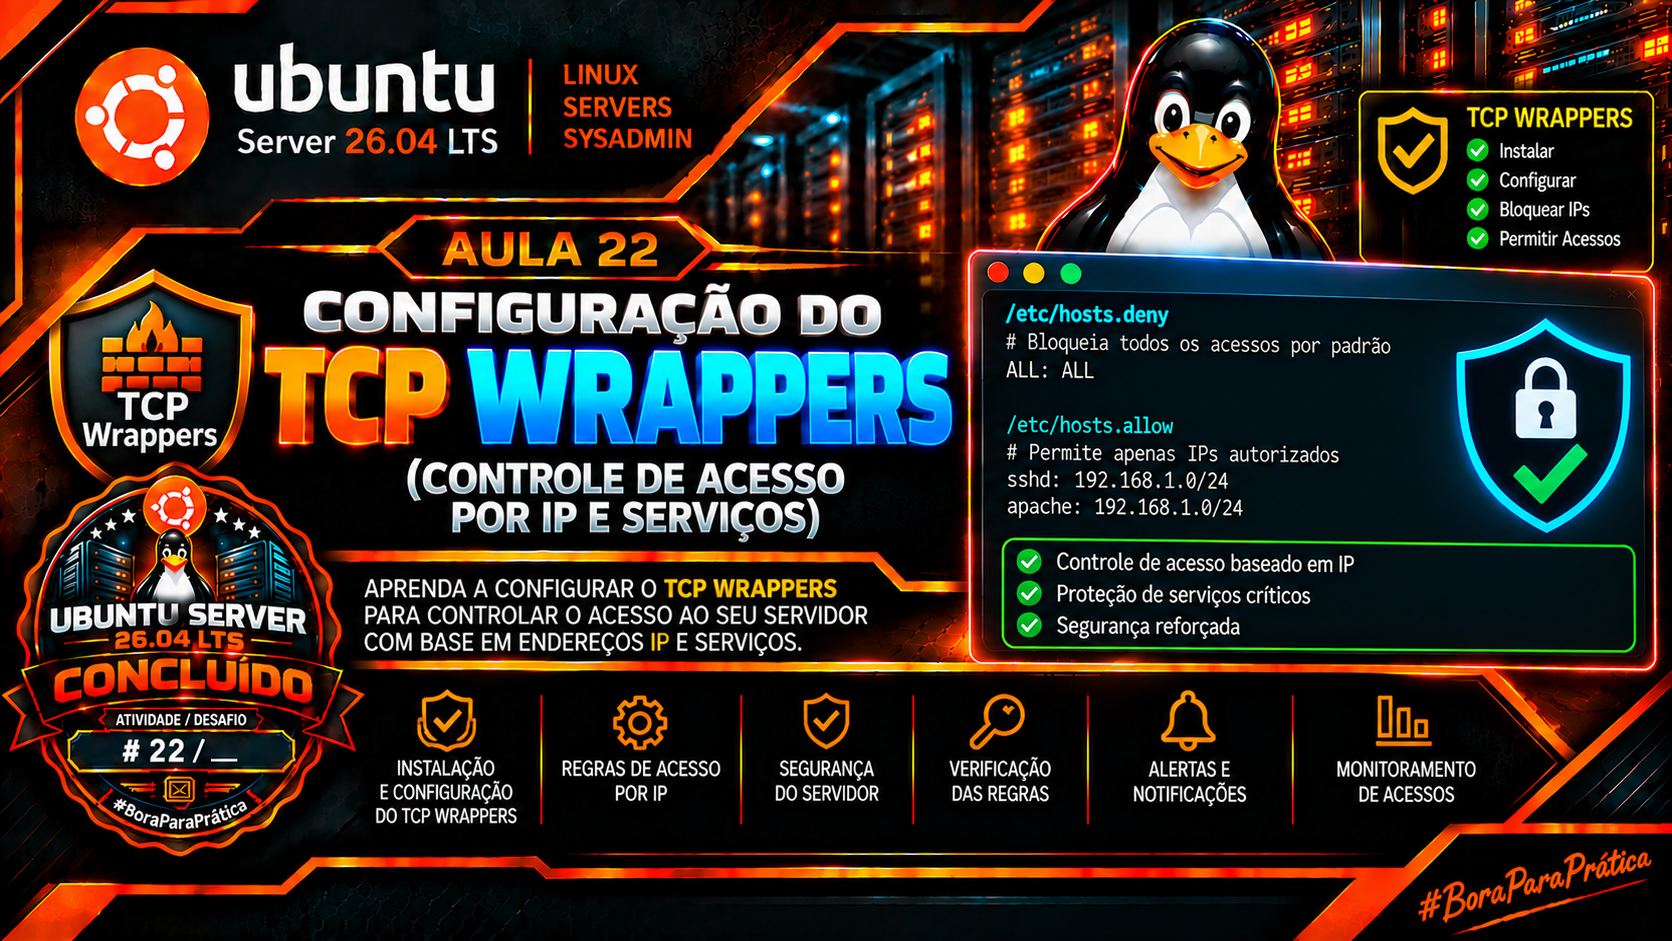 ubuntu
Server 26.04 LTS
LINUX
SERVERS
SYSADMIN
TCP WRAPPERS
Instalar
Configurar
Bloquear IPs
Permitir Acessos
AULA 22
CONFIGURAÇÃO DO
TCP WRAPPERS
(CONTROLE DE ACESSO
POR IP E SERVIÇOS)
TCP
Wrappers
APRENDA A CONFIGURAR O TCP WRAPPERS
PARA CONTROLAR O ACESSO AO SEU SERVIDOR
COM BASE EM ENDEREÇOS IP E SERVIÇOS.
/etc/hosts.deny
# Bloqueia todos os acessos por padrão
ALL: ALL
/etc/hosts.allow
# Permite apenas IPs autorizados
sshd: 192.168.1.0/24
apache: 192.168.1.0/24
Controle de acesso baseado em IP
Proteção de serviços críticos
Segurança reforçada
UBUNTU SERVER
26.04 LTS
CONCLUÍDO
ATIVIDADE / DESAFIO
# 22 / __
#BoraParaPrática
INSTALAÇÃO
E CONFIGURAÇÃO
DO TCP WRAPPERS
REGRAS DE ACESSO
POR IP
SEGURANÇA
DO SERVIDOR
VERIFICAÇÃO
DAS REGRAS
ALERTAS E
NOTIFICAÇÕES
MONITORAMENTO
DE ACESSOS
#BoraParaPrática